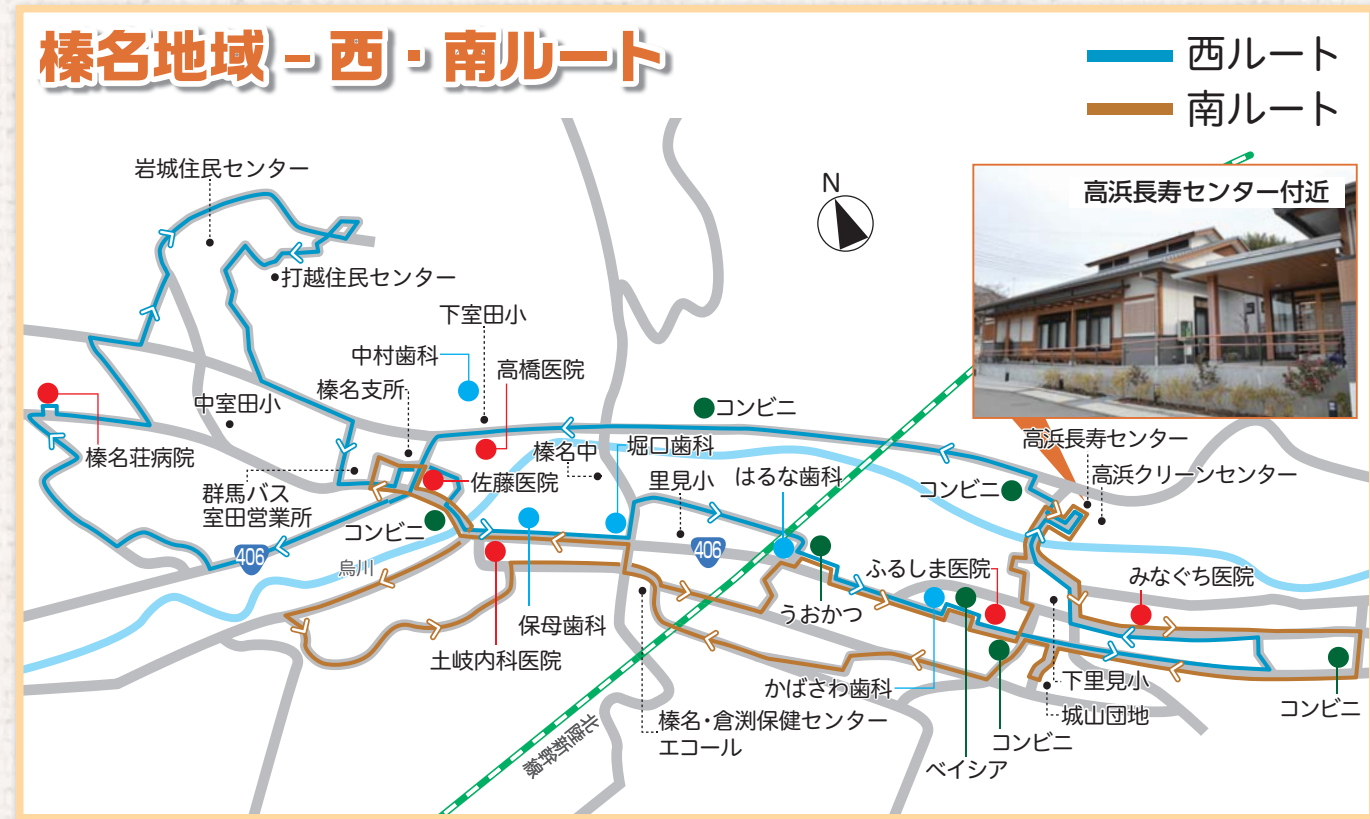 榛名地域 – 西・南ルート
西ルート
南ルート
高浜長寿センター付近
N
岩城住民センター
打越住民センター
下室田小
中村歯科
高橋医院
榛名支所
中室田小
コンビニ
榛名荘病院
榛名中
堀口歯科
高浜長寿センター
高浜クリーンセンター
佐藤医院
里見小
はるな歯科
コンビニ
群馬バス
室田営業所
コンビニ
406
406
烏川
ふるしま医院
みなぐち医院
うおかつ
保母歯科
土岐内科医院
かばさわ歯科
下里見小
城山団地
コンビニ
榛名・倉渕保健センター
エコール
コンビニ
ベイシア
北陸新幹線